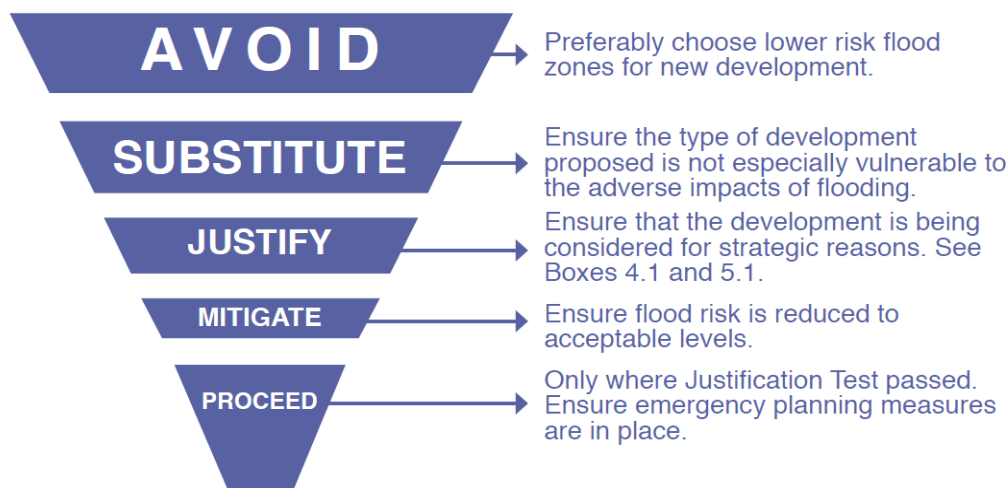 AVOID
Preferably choose lower risk flood
zones for new development.
SUBSTITUTE
Ensure the type of development
proposed is not especially vulnerable to
the adverse impacts of flooding.
JUSTIFY
Ensure that the development is being
considered for strategic reasons. See
Boxes 4.1 and 5.1.
MITIGATE
Ensure flood risk is reduced to
acceptable levels.
PROCEED
Only where Justification Test passed.
Ensure emergency planning measures
are in place.